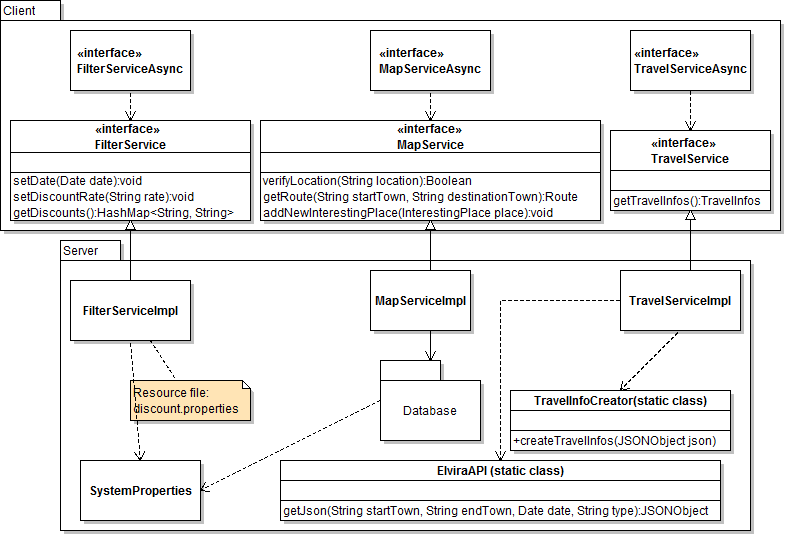 Client
«interface»
FilterServiceAsync
«interface»
MapServiceAsync
«interface»
TravelServiceAsync
«interface»
FilterService
setDate(Date date):void
setDiscountRate(String rate):void
getDiscounts():HashMap<String, String>
«interface»
MapService
verifyLocation(String location):Boolean
getRoute(String startTown, String destinationTown):Route
addNewInterestingPlace(InterestingPlace place):void
«interface»
TravelService
getTravelInfos():TravelInfos
Server
FilterServiceImpl
MapServiceImpl
TravelServiceImpl
Resource file:
discount.properties
Database
TravelInfoCreator(static class)
+createTravelInfos(JSONObject json)
SystemProperties
ElviraAPI (static class)
getJson(String startTown, String endTown, Date date, String type):JSONObject